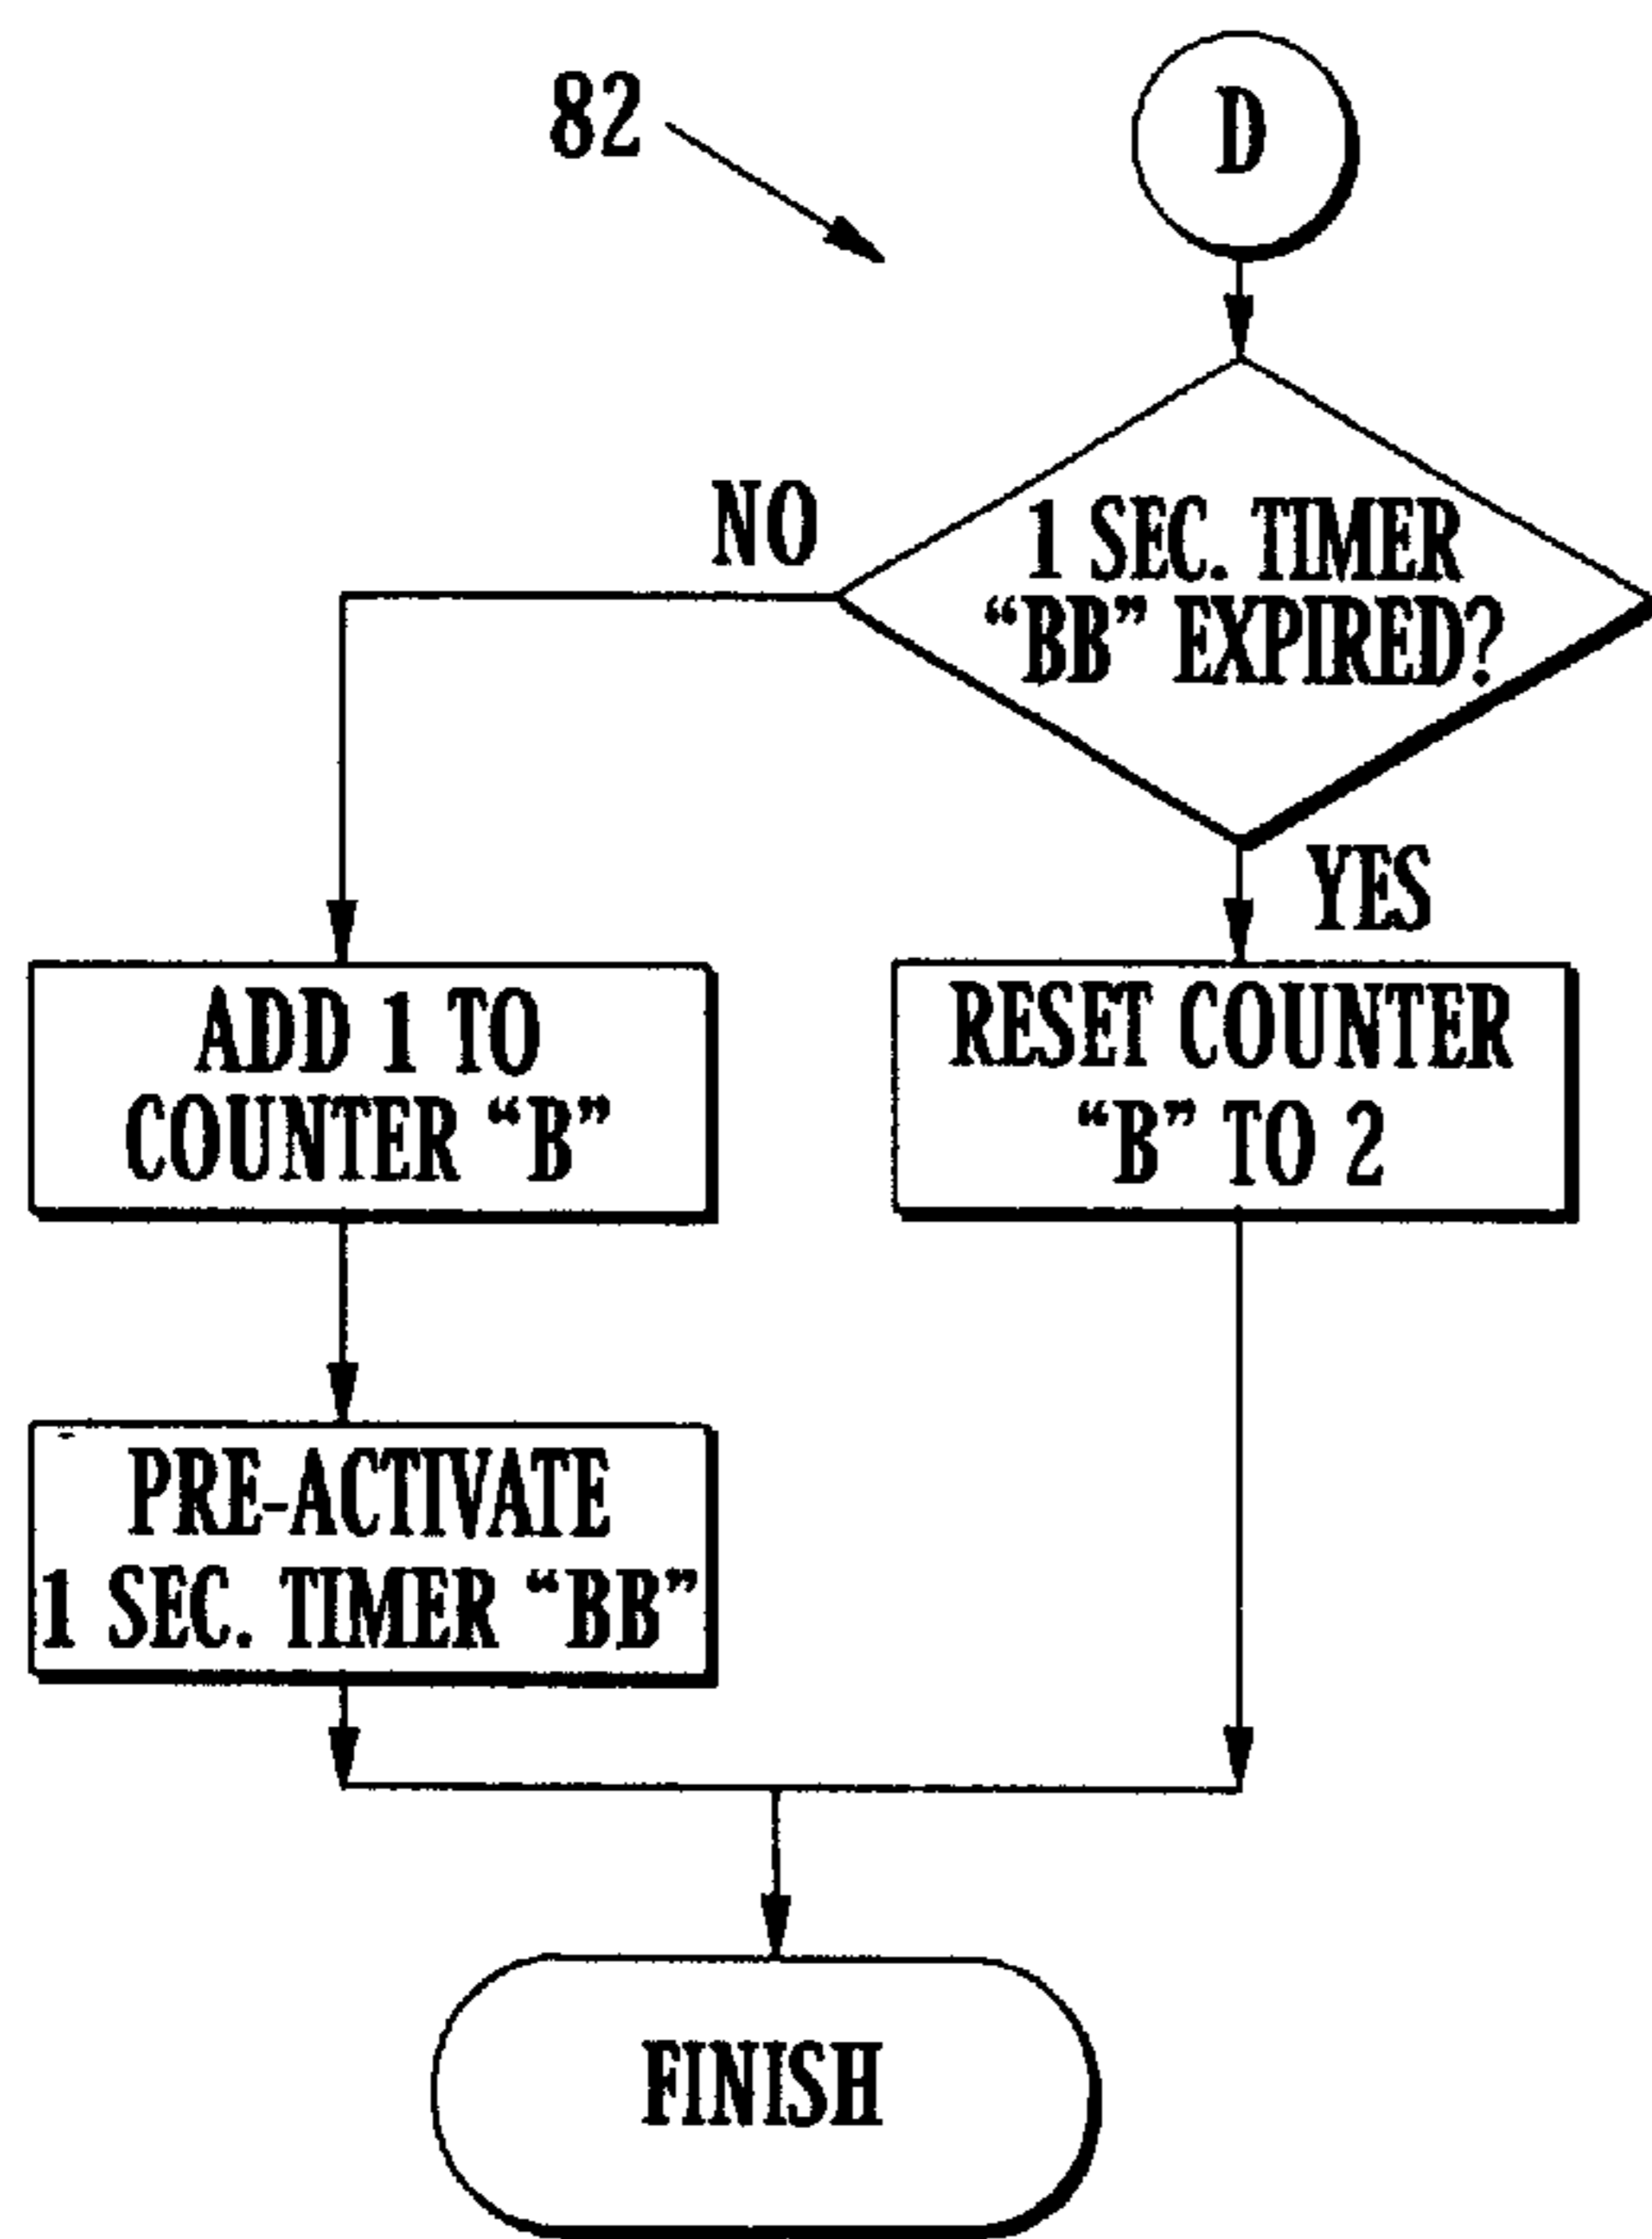 82
D
NO
1 SEC. TIMER
“BB” EXPIRED?
YES
ADD 1 TO
COUNTER “B”
RESET COUNTER
“B” TO 2
PRE-ACTIVATE
1 SEC. TIMER “BB”
FINISH